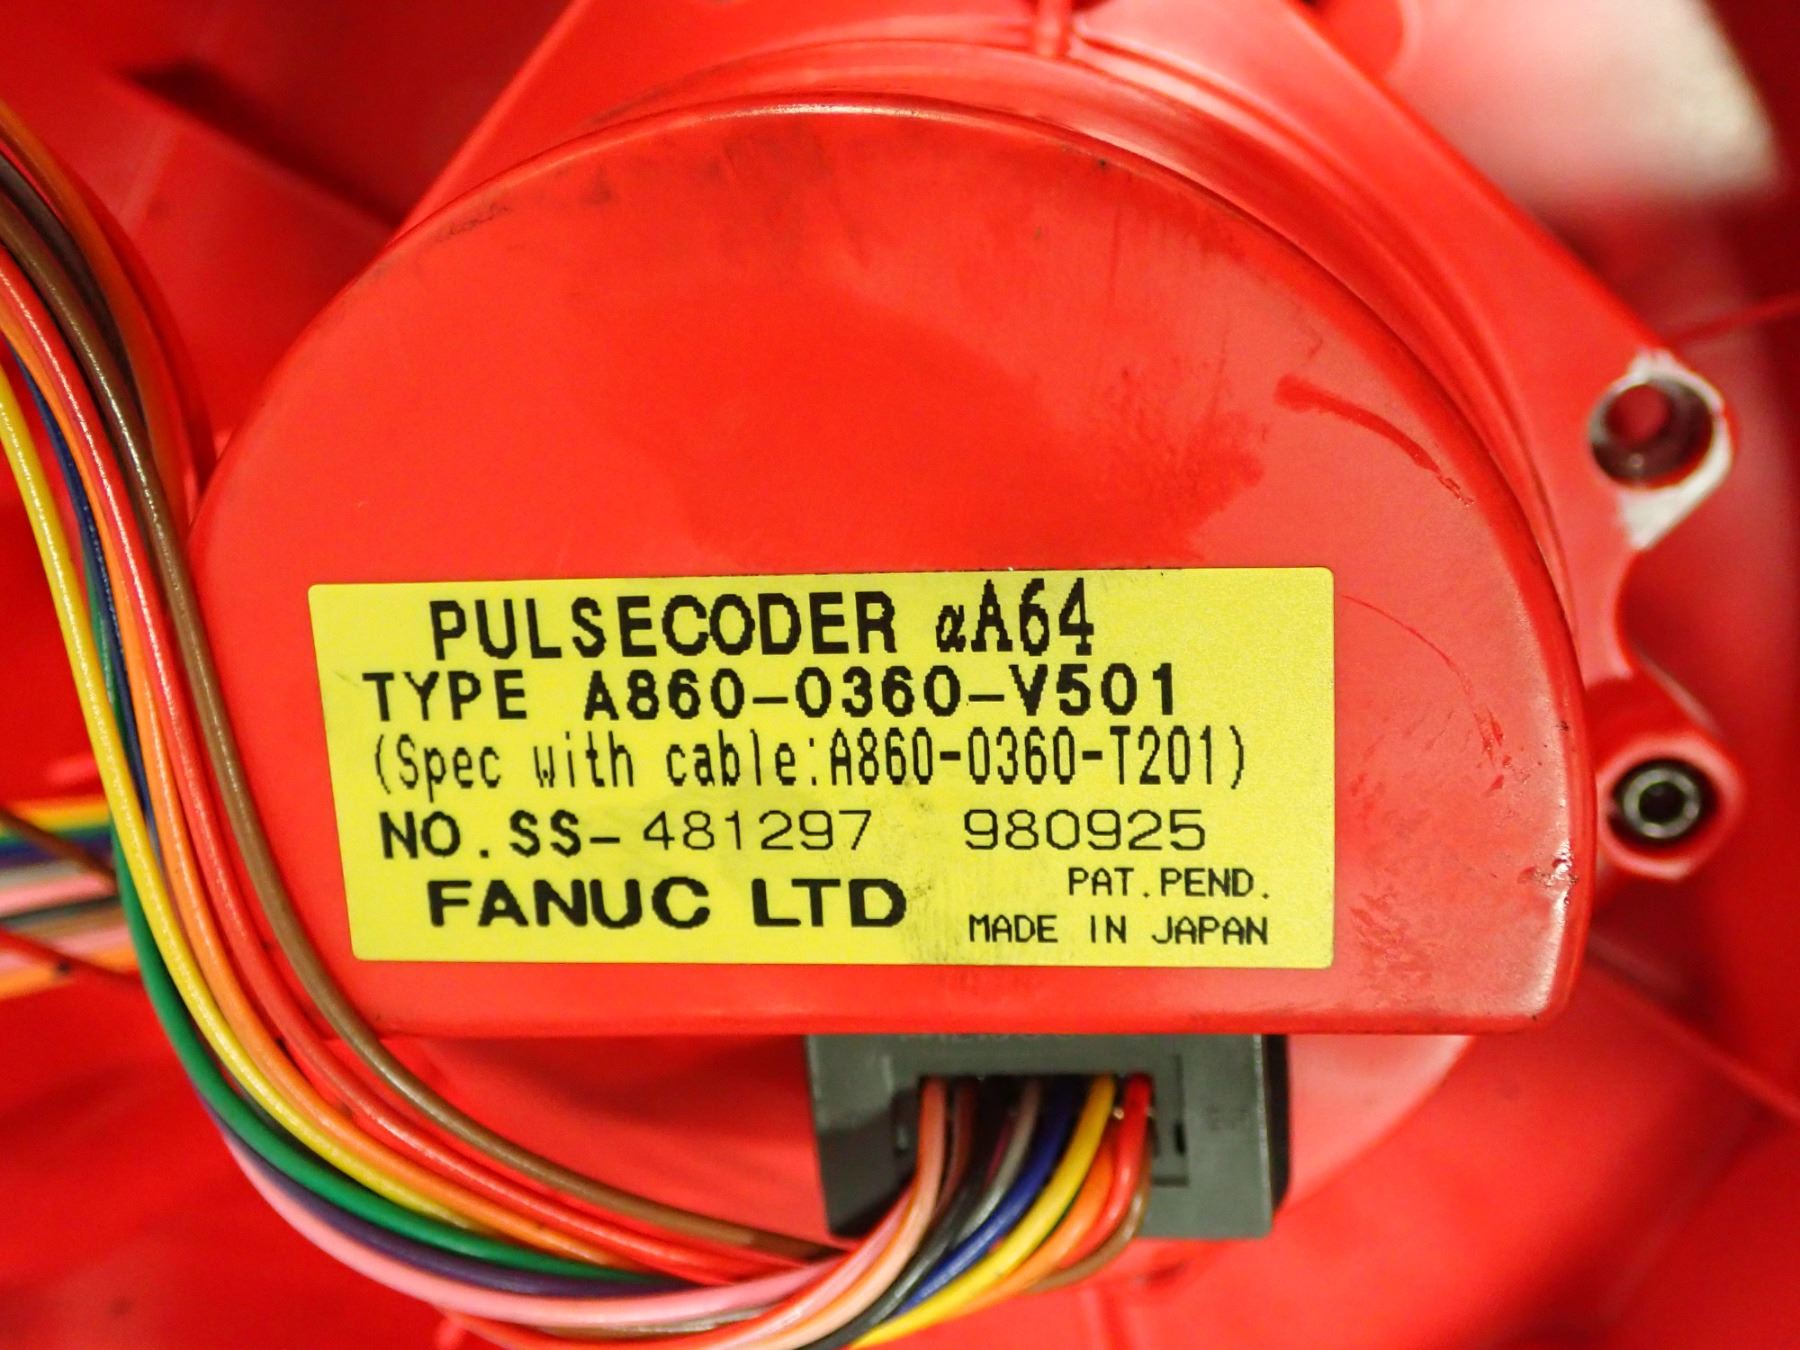 PULSECODER αA64
TYPE A860-0360-V501
(Spec with cable:A860-0360-T201)
NO.SS-481297 980925
FANUC LTD
PAT.PEND.
MADE IN JAPAN